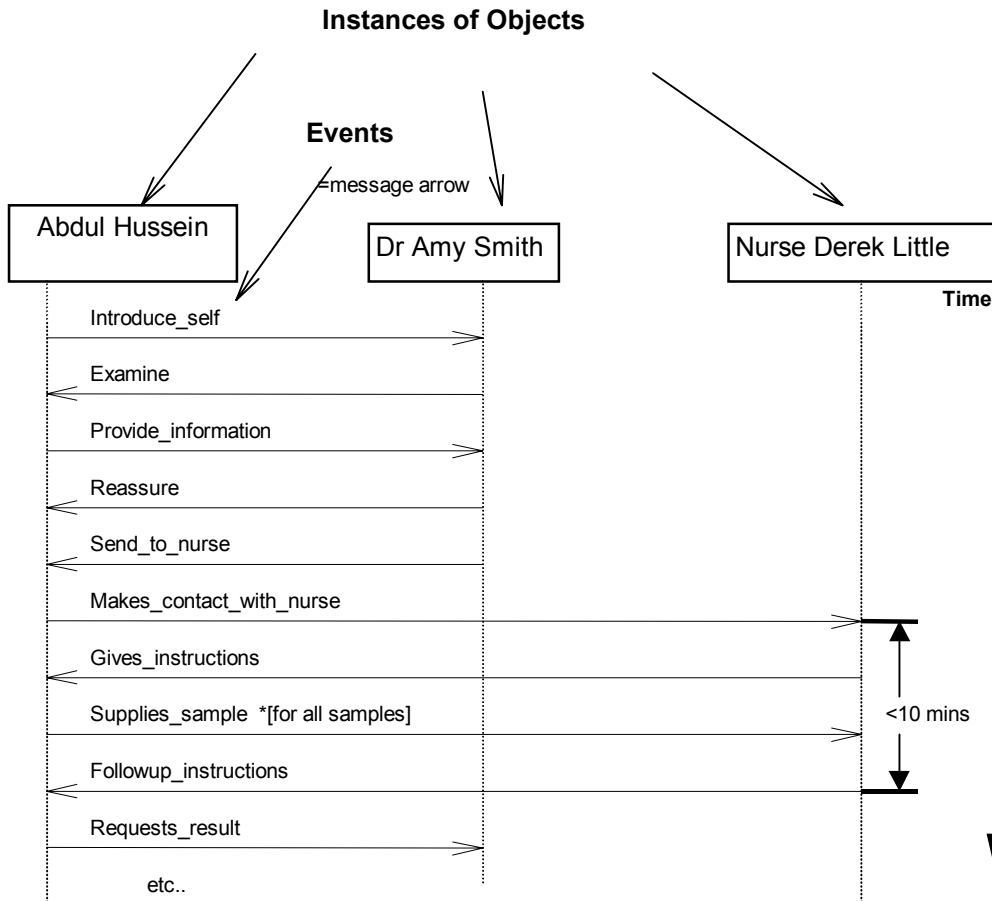 Instances of Objects
Events
=message arrow
Abdul Hussein
Dr Amy Smith
Nurse Derek Little
Time
Introduce_self
Examine
Provide_information
Reassure
Send_to_nurse
Makes_contact_with_nurse
Gives_instructions
Supplies_sample *[for all samples]
<10 mins
Followup_instructions
Requests_result
etc..